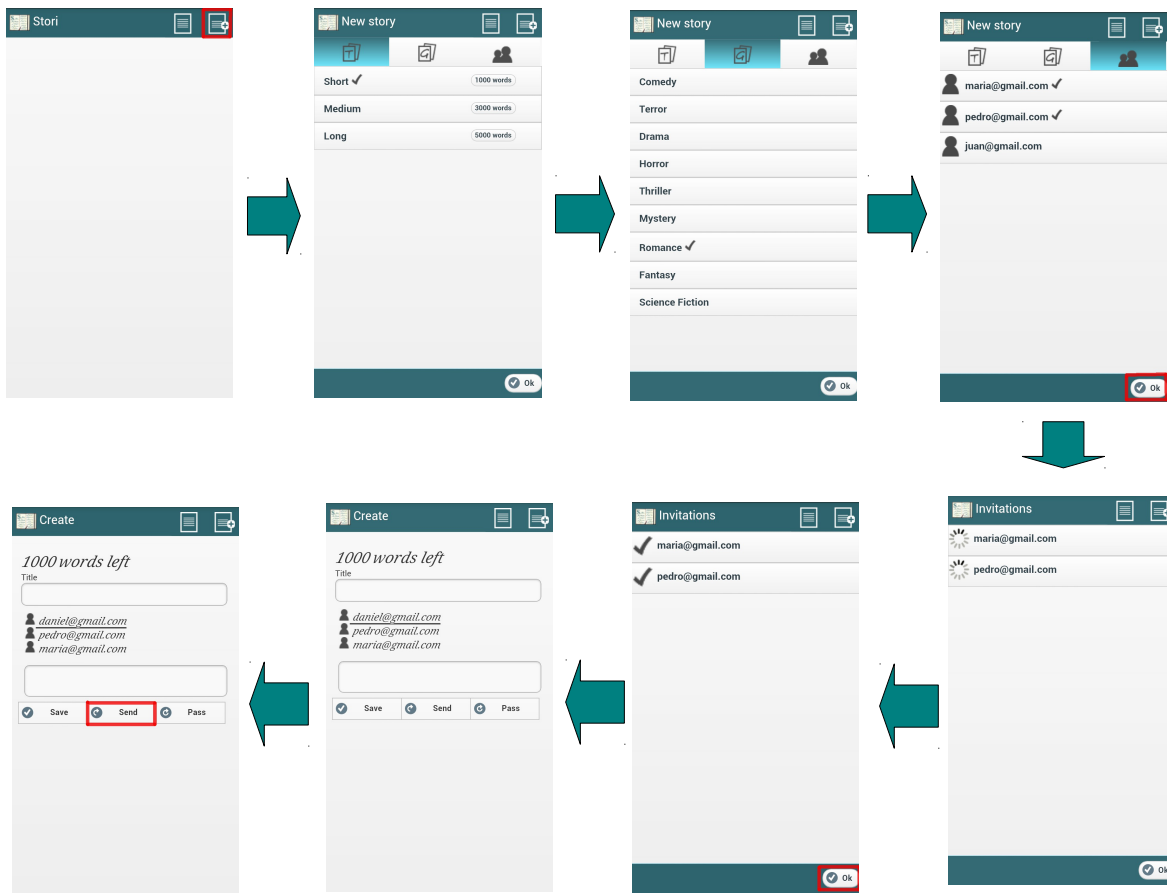 Stori
New story
T
G
Short
1000 words
Medium
3000 words
Long
5000 words
Ok
New story
T
G
Comedy
Terror
Drama
Horror
Thriller
Mystery
Romance
Fantasy
Science Fiction
Ok
New story
T
G
maria@gmail.com
pedro@gmail.com
juan@gmail.com
Ok
Invitations
maria@gmail.com
pedro@gmail.com
Ok
Invitations
maria@gmail.com
pedro@gmail.com
Ok
Create
1000 words left
Title
daniel@gmail.com
pedro@gmail.com
maria@gmail.com
Save Send Pass
Create
1000 words left
Title
daniel@gmail.com
pedro@gmail.com
maria@gmail.com
Save Send Pass